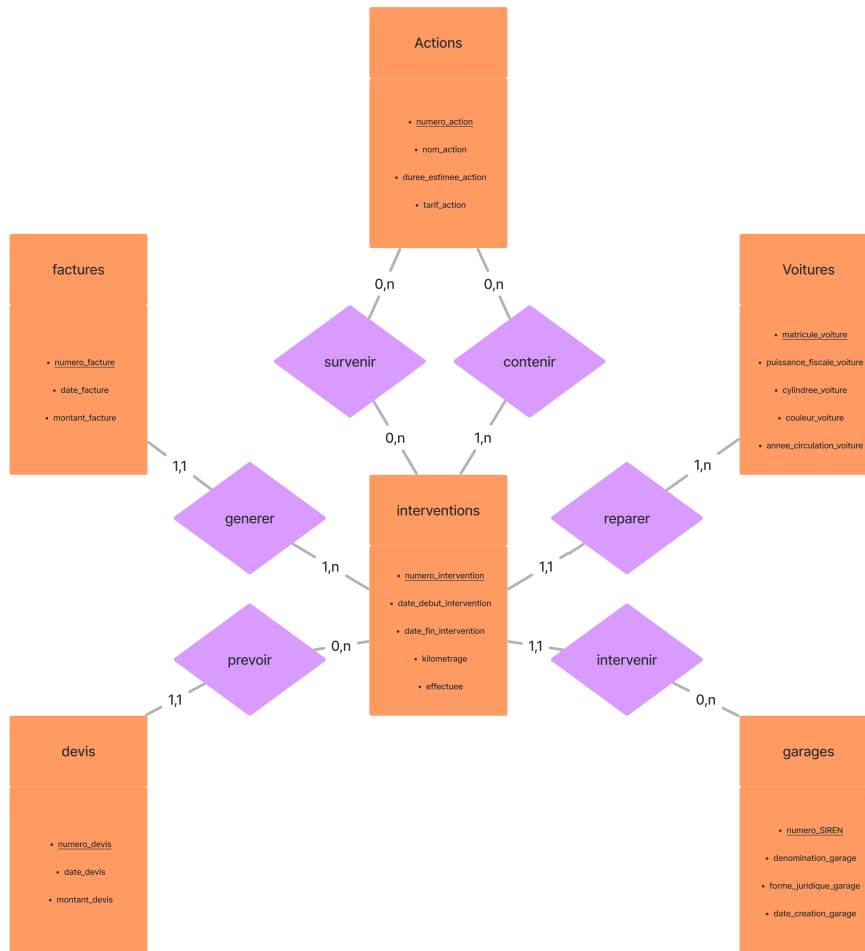 Actions
• numero_action
• nom_action
• duree_estimee_action
• tarif_action
factures
• numero_facture
• date_facture
• montant_facture
Voitures
• matricule_voiture
• puissance_fiscale_voiture
• cylindree_voiture
• couleur_voiture
• annee_circulation_voiture
0,n
0,n
survenir
contenir
0,n
1,n
1,1
1,n
generer
interventions
reparer
• numero_intervention
• date_debut_intervention
• date_fin_intervention
• kilometrage
• effectuee
1,n
1,1
0,n
1,1
prevoir
intervenir
1,1
0,n
devis
• numero_devis
• date_devis
• montant_devis
garages
• numero_SIREN
• denomination_garage
• forme_juridique_garage
• date_creation_garage